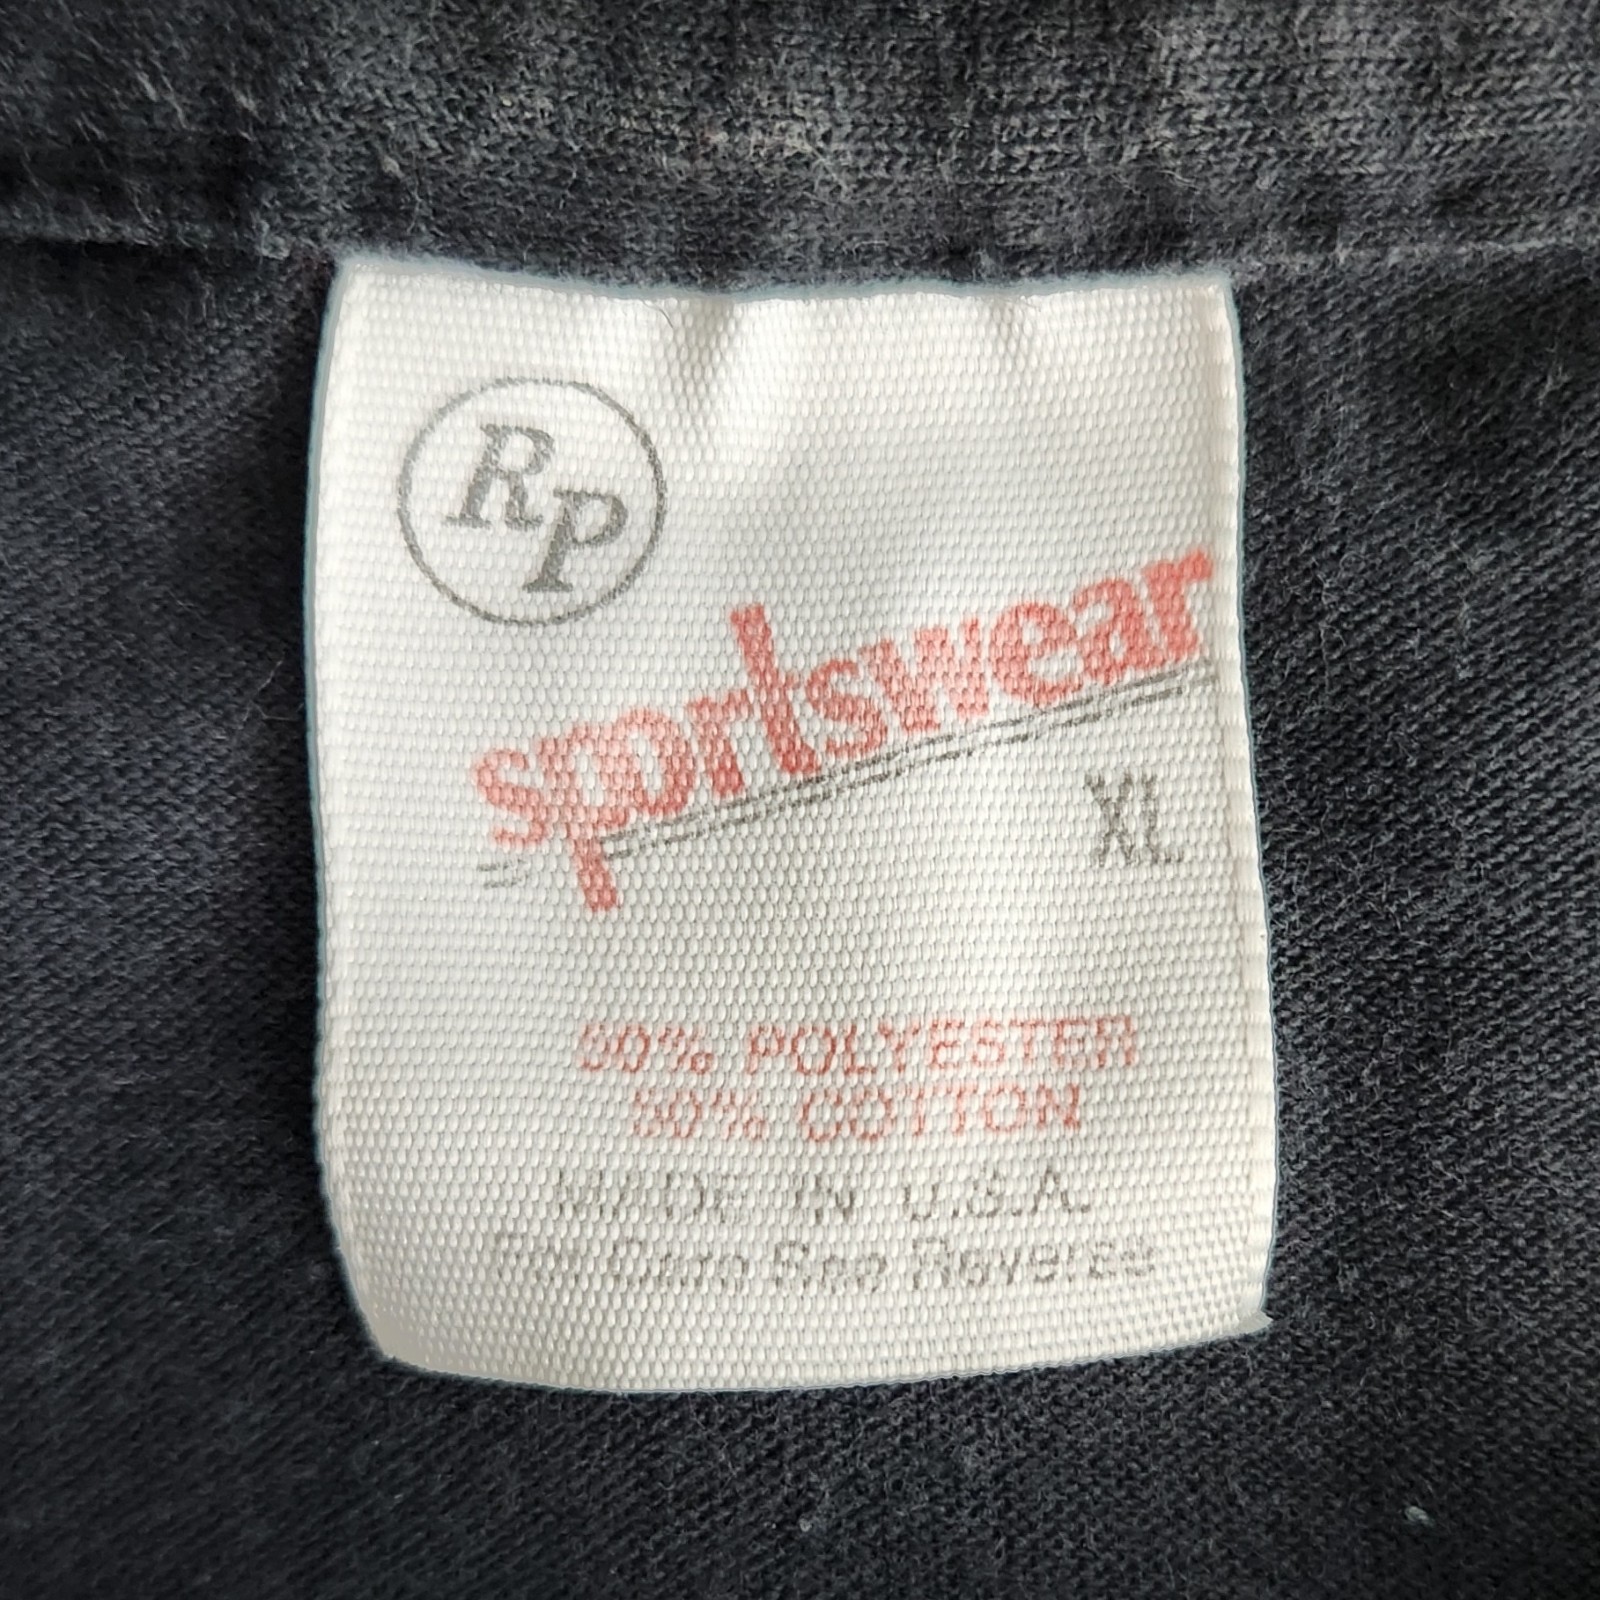 RP
sportswear
XL
50% POLYESTER
50% COTTON
MADE IN U.S.A.
For Care See Reverse